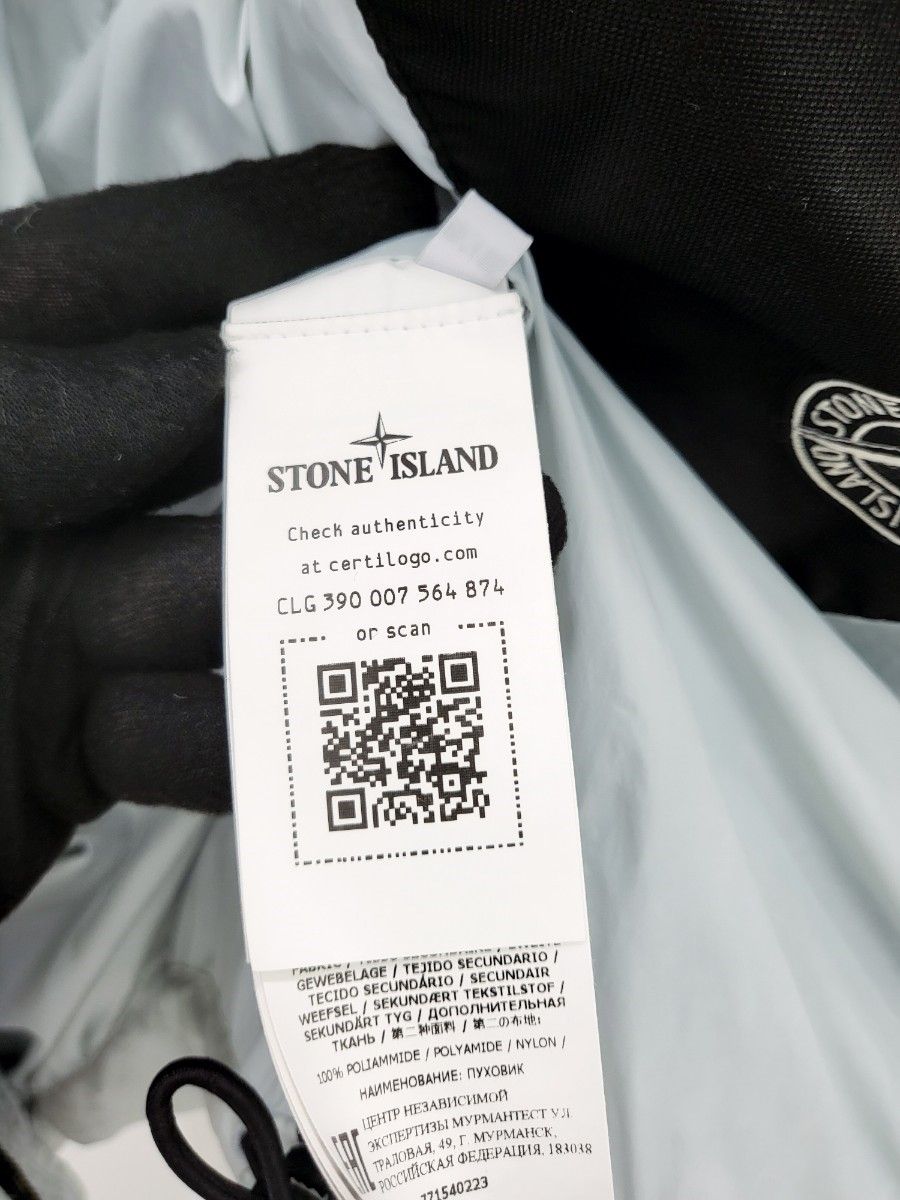 STONE ISLAND
Check authenticity
at certilogo.com
CLG 390 007 564 874
or scan
GEWEBELAGE / TEJIDO SECUNDARIO /
TECIDO SECUNDÁRIO / SECUNDAIR
WEEFSEL / SEKUNDÆRT TEKSTILSTOF /
SEKUNDÄRT TYG / ДОПОЛНИТЕЛЬНАЯ
ТКАНЬ / 第二种面料 / 第二の布地:
100% POLIAMMIDE / POLYAMIDE / NYLON /
НАИМЕНОВАНИЕ: ПУХОВИК
ЦЕНТР НЕЗАВИСИМОЙ
ЭКСПЕРТИЗЫ МУРМАНТЕСТ УЛ.
ТРАЛОВАЯ, 49, Г. МУРМАНСК,
РОССИЙСКАЯ ФЕДЕРАЦИЯ, 183038
EAC
771540223
STONE
ISLAND